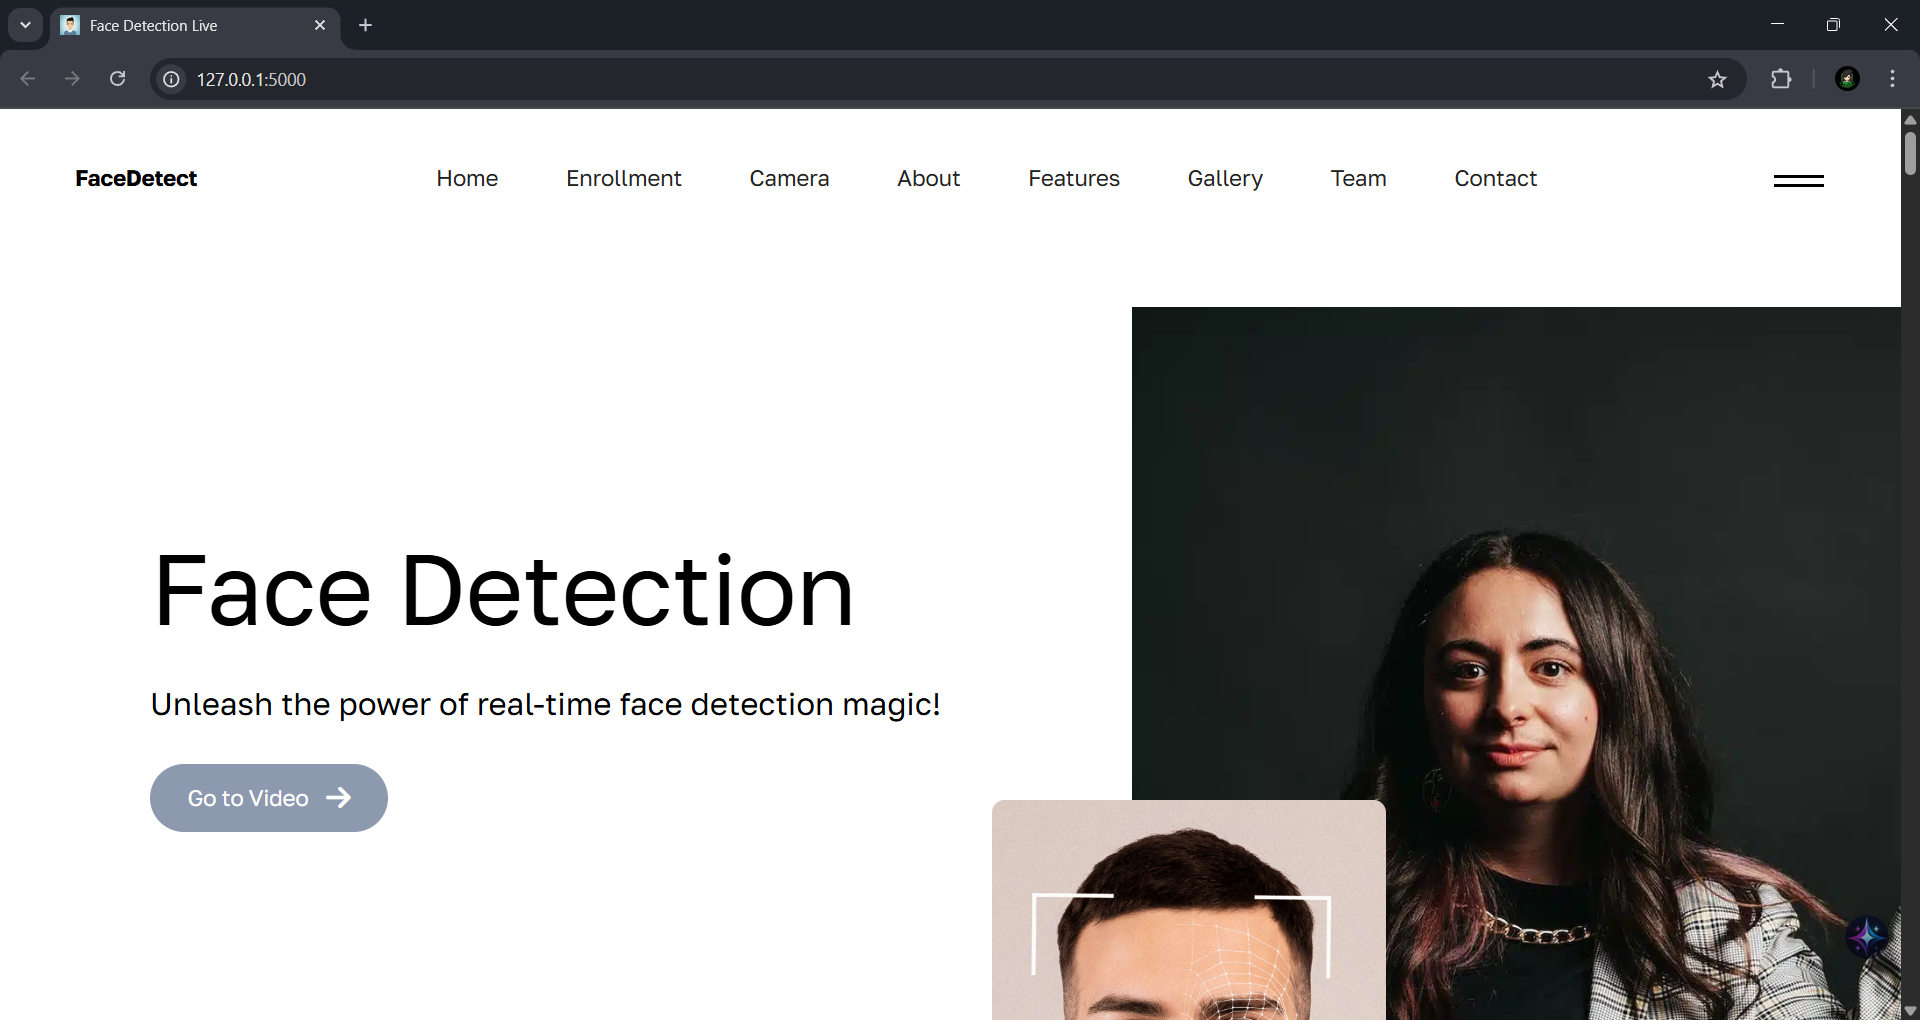 Face Detection Live
127.0.0.1:5000
FaceDetect
Home
Enrollment
Camera
About
Features
Gallery
Team
Contact
Face Detection
Unleash the power of real-time face detection magic!
Go to Video